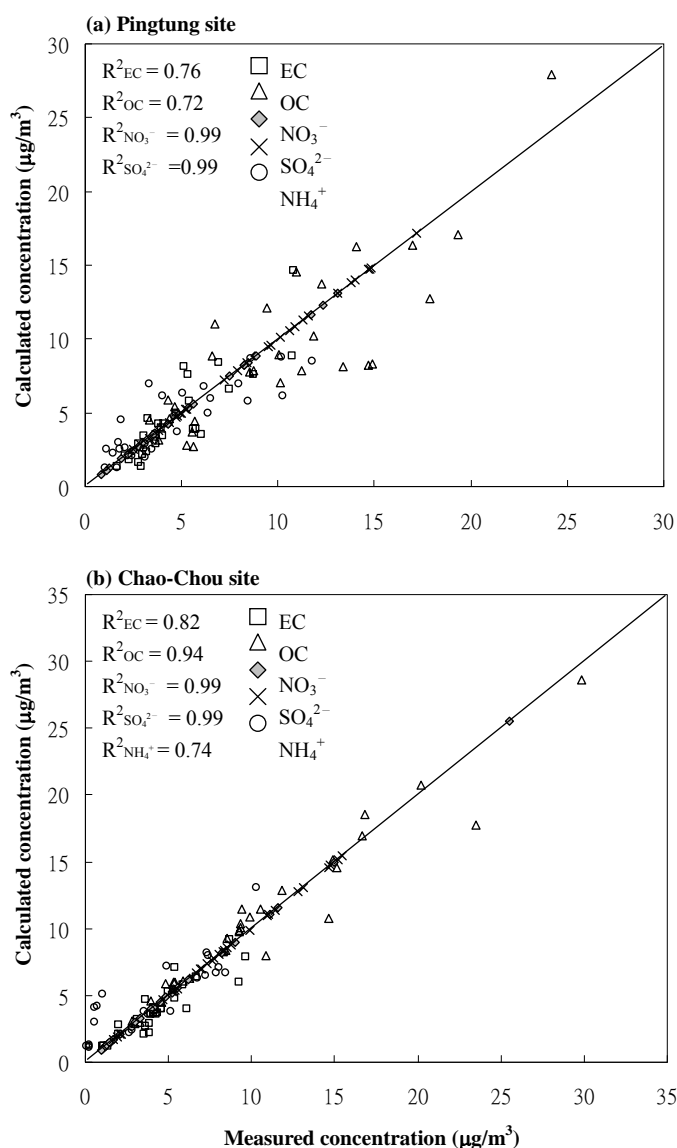 (a) Pingtung site
30
R²EC = 0.76
EC
R²OC = 0.72
OC
25
R²NO₃⁻ = 0.99
NO₃⁻
R²SO₄²⁻ =0.99
SO₄²⁻
20
NH₄⁺
15
Calculated concentration (μg/m³)
10
5
0
0 5 10 15 20 25 30
(b) Chao-Chou site
35
R²EC = 0.82
EC
30
R²OC = 0.94
OC
R²NO₃⁻ = 0.99
NO₃⁻
25
R²SO₄²⁻ = 0.99
SO₄²⁻
R²NH₄⁺ = 0.74
NH₄⁺
20
Calculated concentration (μg/m³)
15
10
5
0
0 5 10 15 20 25 30 35
Measured concentration (μg/m³)